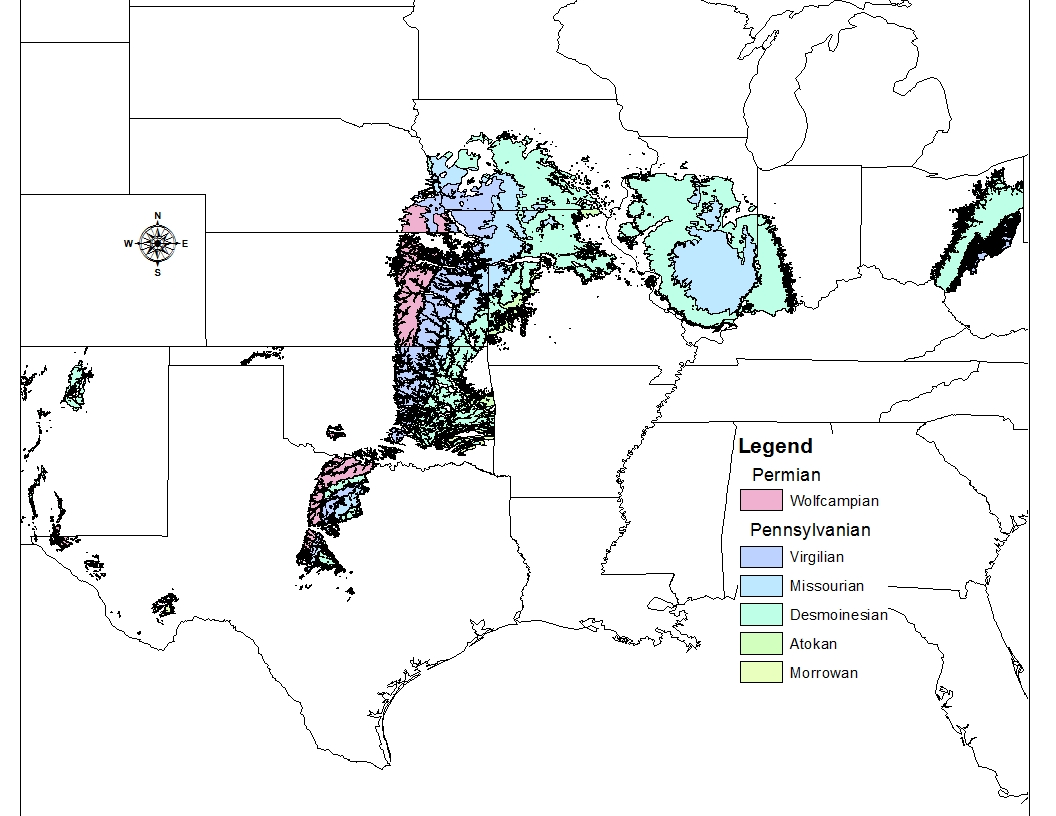 N
W E
S
Legend
Permian
Wolfcampian
Pennsylvanian
Virgilian
Missourian
Desmoinesian
Atokan
Morrowan